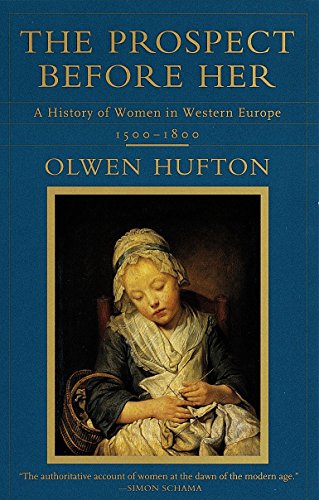 THE PROSPECT
BEFORE HER
A History of Women in Western Europe
1500–1800
OLWEN HUFTON
"The authoritative account of women at the dawn of the modern age."
—SIMON SCHAMA